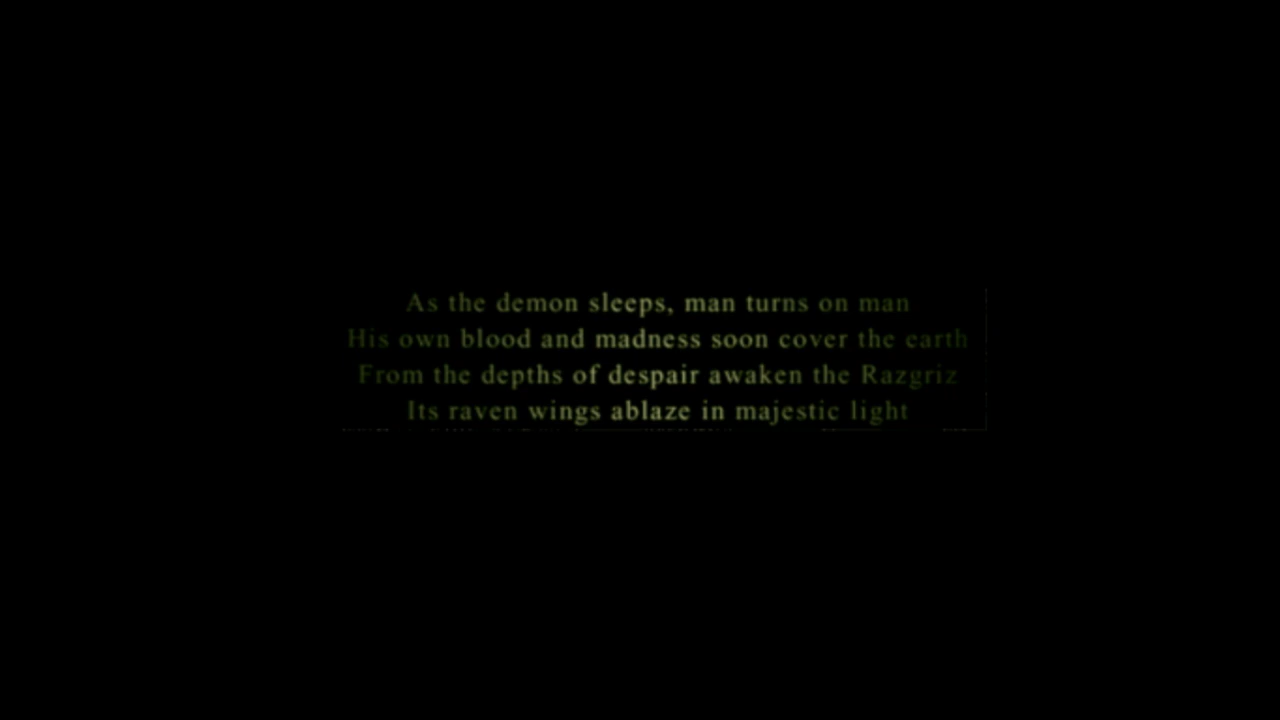 As the demon sleeps, man turns on man
His own blood and madness soon cover the earth
From the depths of despair awaken the Razgriz
Its raven wings ablaze in majestic light